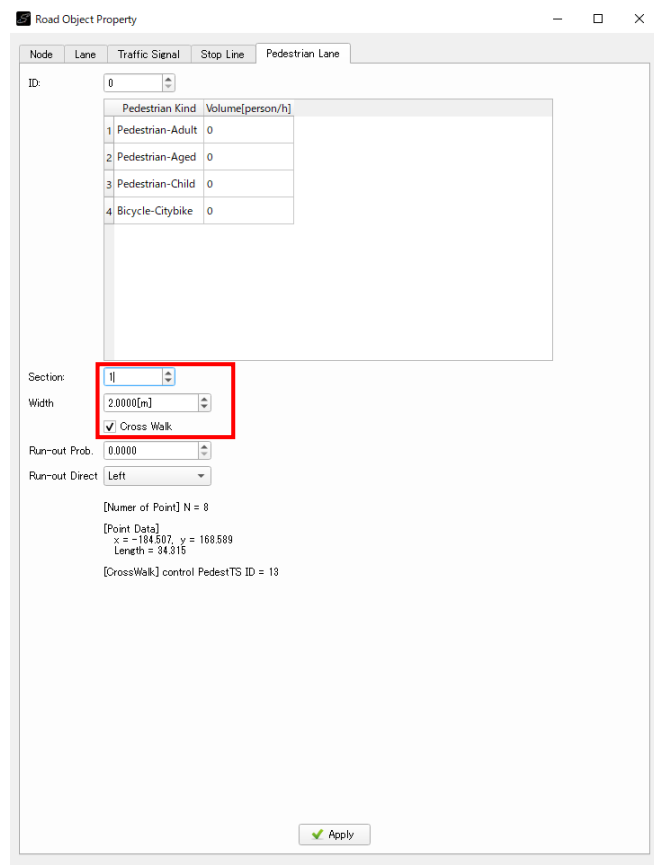 Road Object Property
Node Lane Traffic Signal Stop Line Pedestrian Lane
ID: 0
Pedestrian Kind Volume[person/h]
1 Pedestrian-Adult 0
2 Pedestrian-Aged 0
3 Pedestrian-Child 0
4 Bicycle-Citybike 0
Section: 1
Width 2.0000[m]
Cross Walk
Run-out Prob. 0.0000
Run-out Direct Left
[Numer of Point] N = 8
[Point Data]
x = -184.507, y = 168.589
Length = 34.315
[CrossWalk] control PedestTS ID = 13
Apply